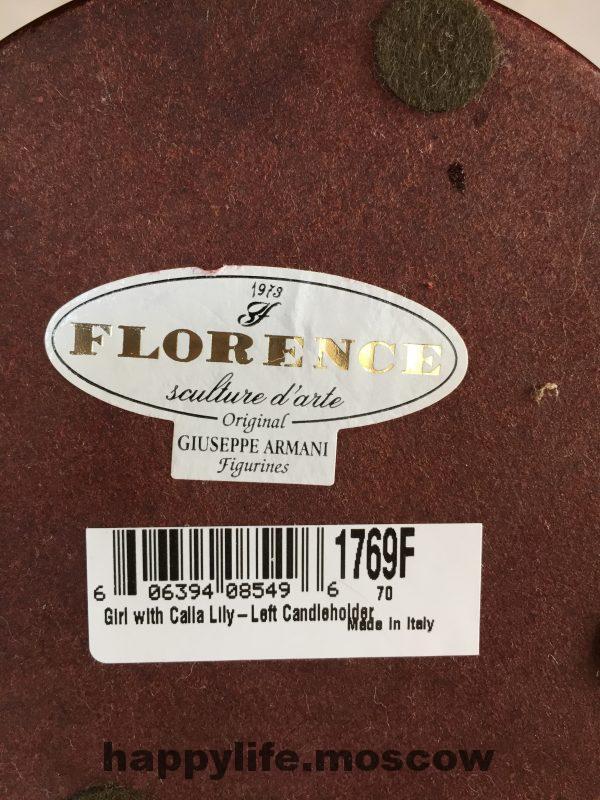 1973
FLORENCE
sculture d'arte
Original
GIUSEPPE ARMANI
Figurines
1769F
6 06394 08549 6
70
Girl with Calla Lily-Left Candleholder
Made in Italy
happylife.moscow